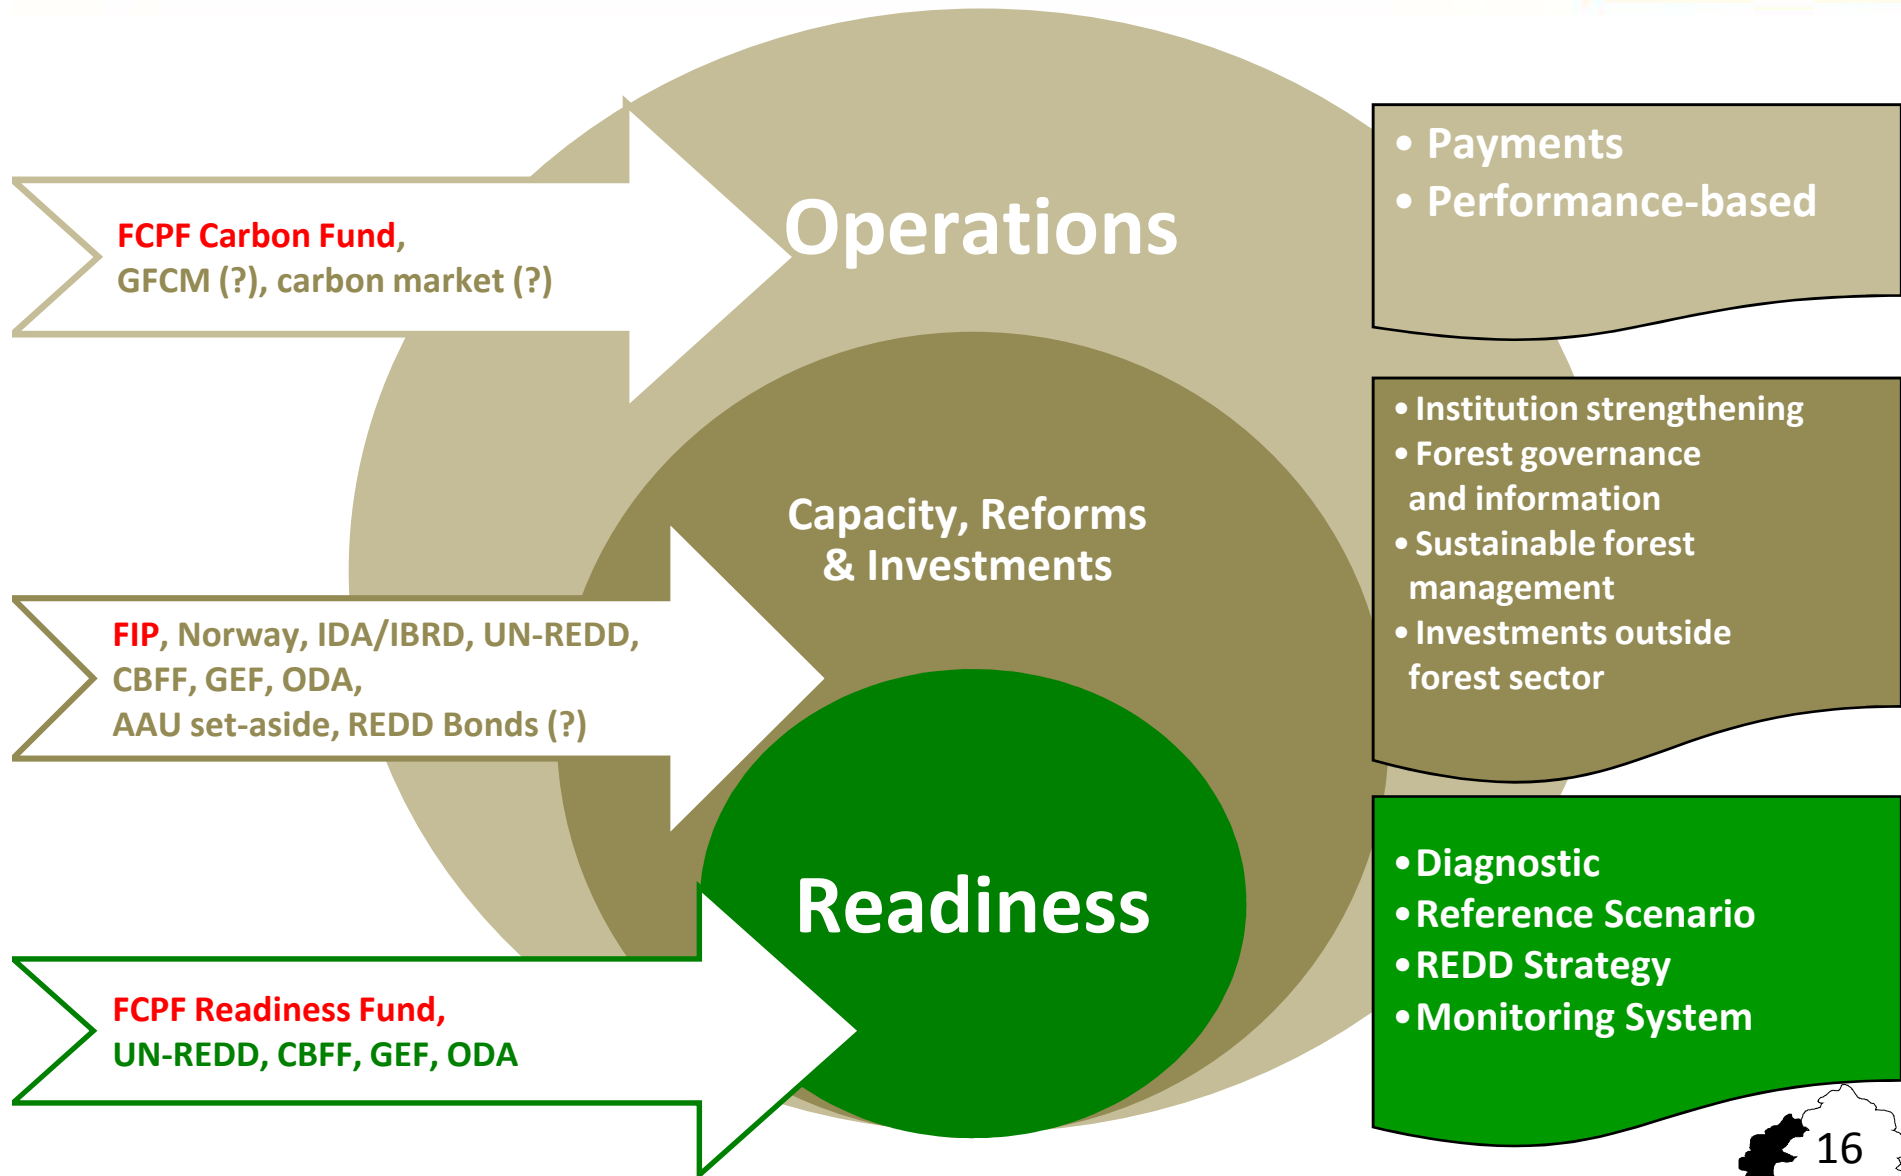 Operations
• Payments
• Performance-based
FCPF Carbon Fund,
GFCM (?), carbon market (?)
Capacity, Reforms
& Investments
• Institution strengthening
• Forest governance
and information
• Sustainable forest
management
• Investments outside
forest sector
FIP, Norway, IDA/IBRD, UN-REDD,
CBFF, GEF, ODA,
AAU set-aside, REDD Bonds (?)
Readiness
• Diagnostic
• Reference Scenario
• REDD Strategy
• Monitoring System
FCPF Readiness Fund,
UN-REDD, CBFF, GEF, ODA
16